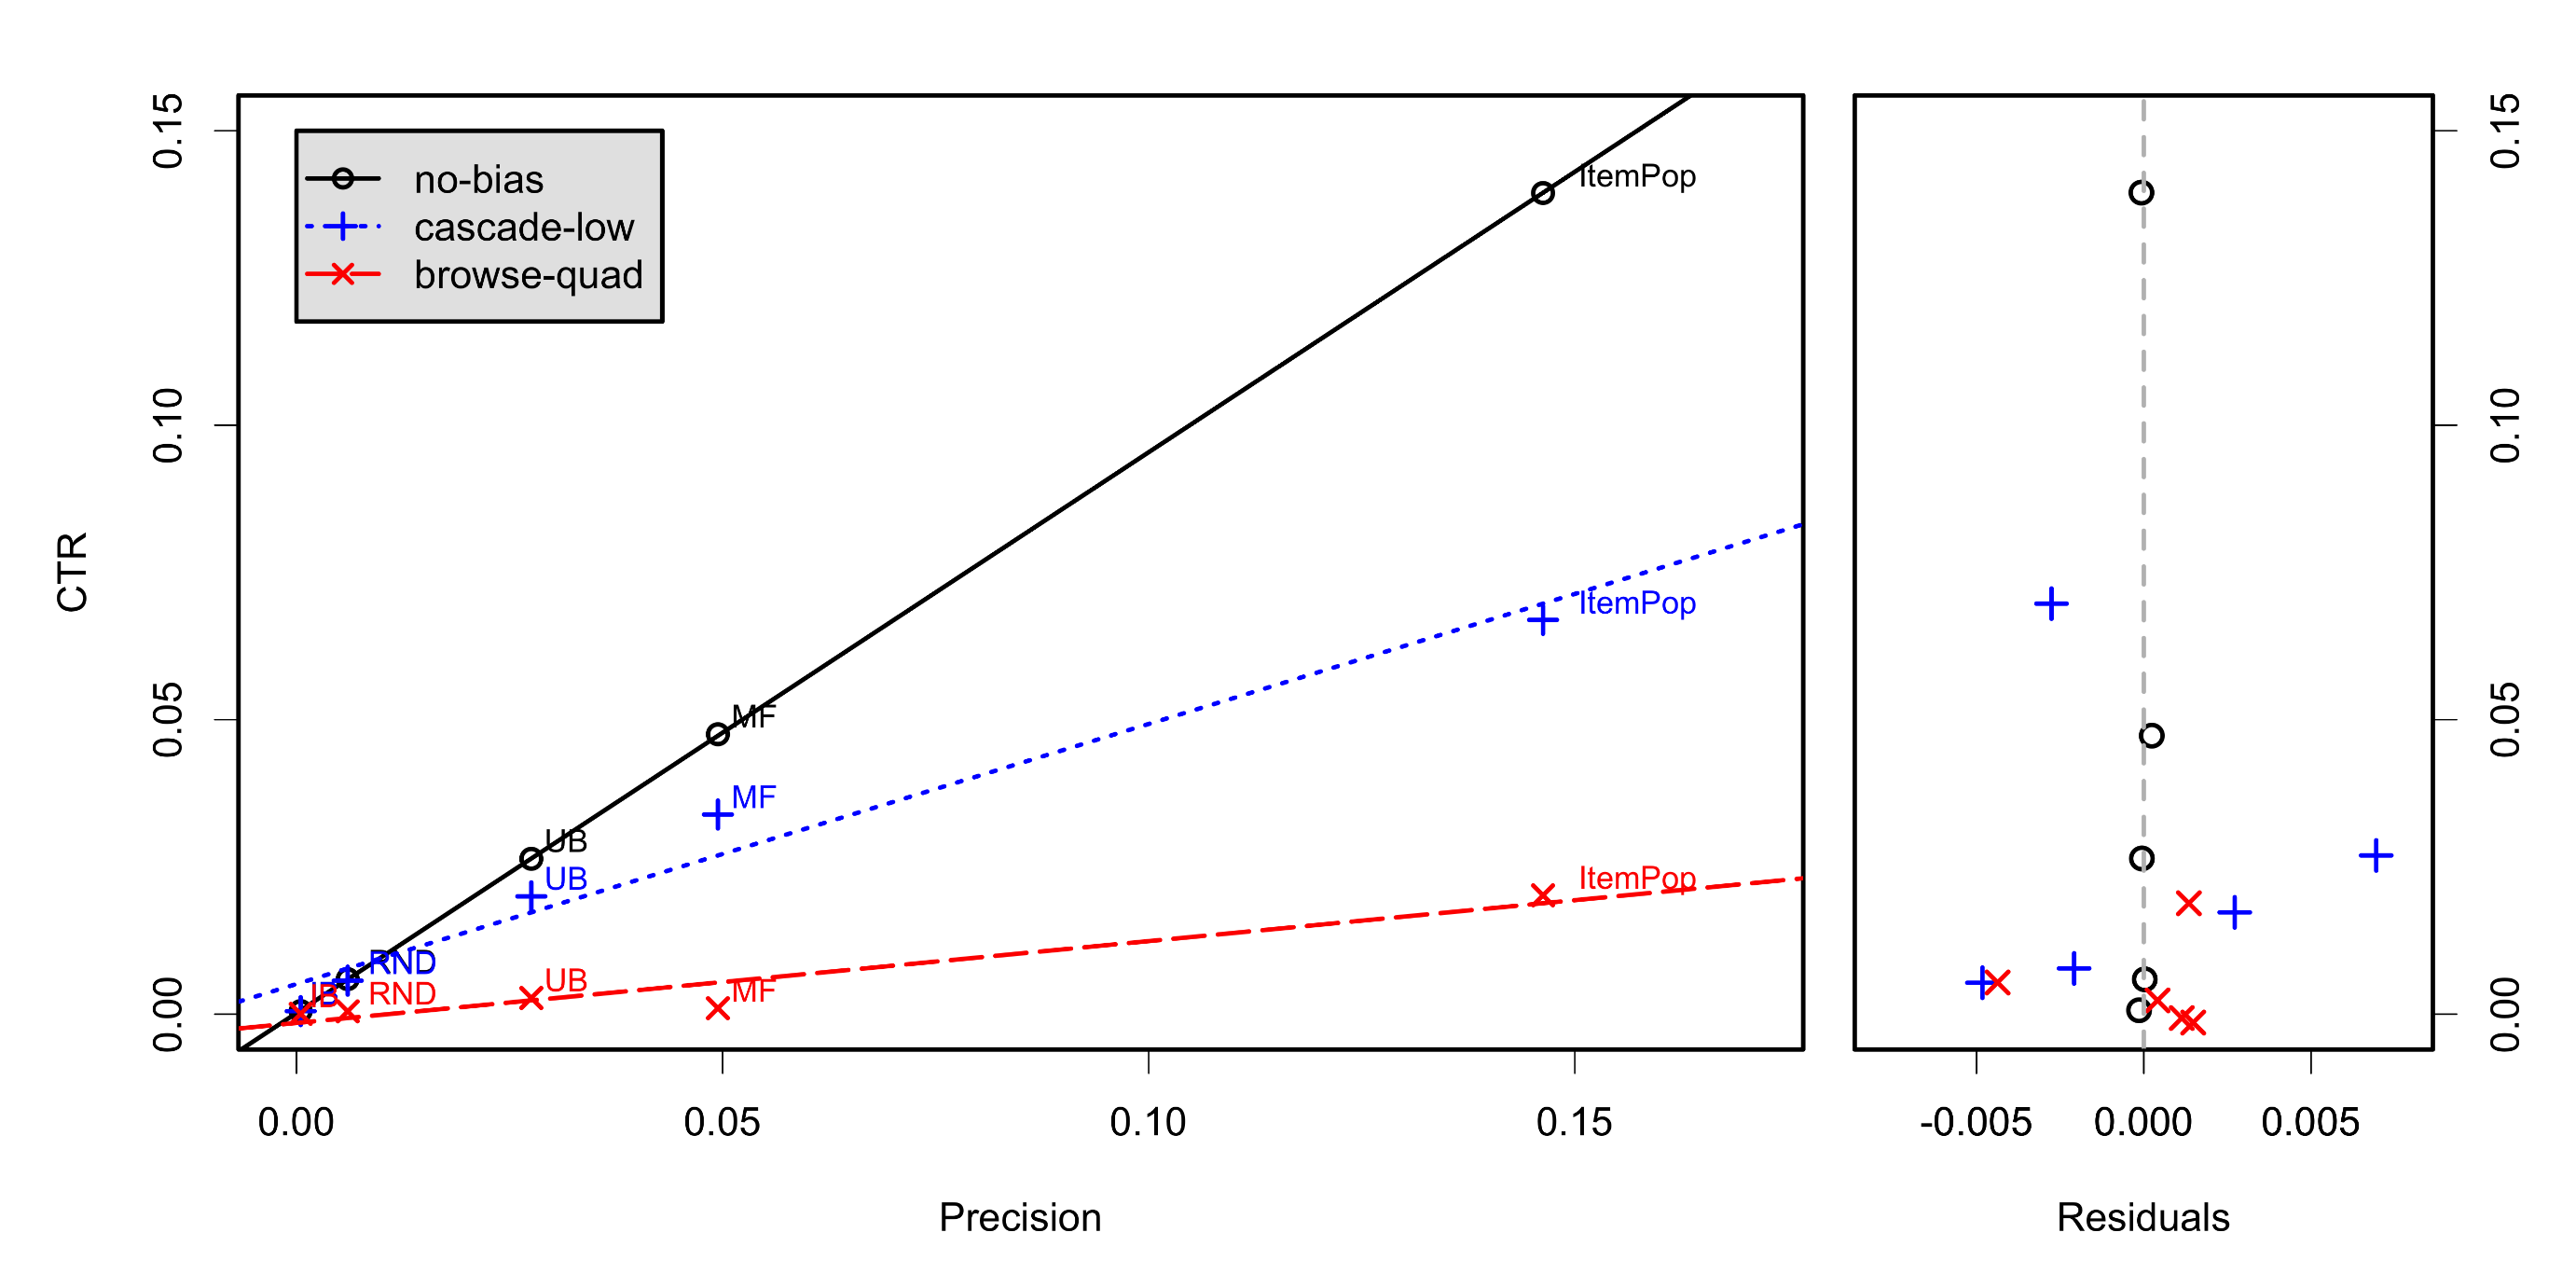 CTR
0.15
0.10
0.05
0.00
no-bias
cascade-low
browse-quad
ItemPop
ItemPop
ItemPop
MF
MF
MF
UB
UB
UB
RND
RND
IB
IB
0.00 0.05 0.10 0.15
Precision
0.15
0.10
0.05
0.00
-0.005 0.000 0.005
Residuals